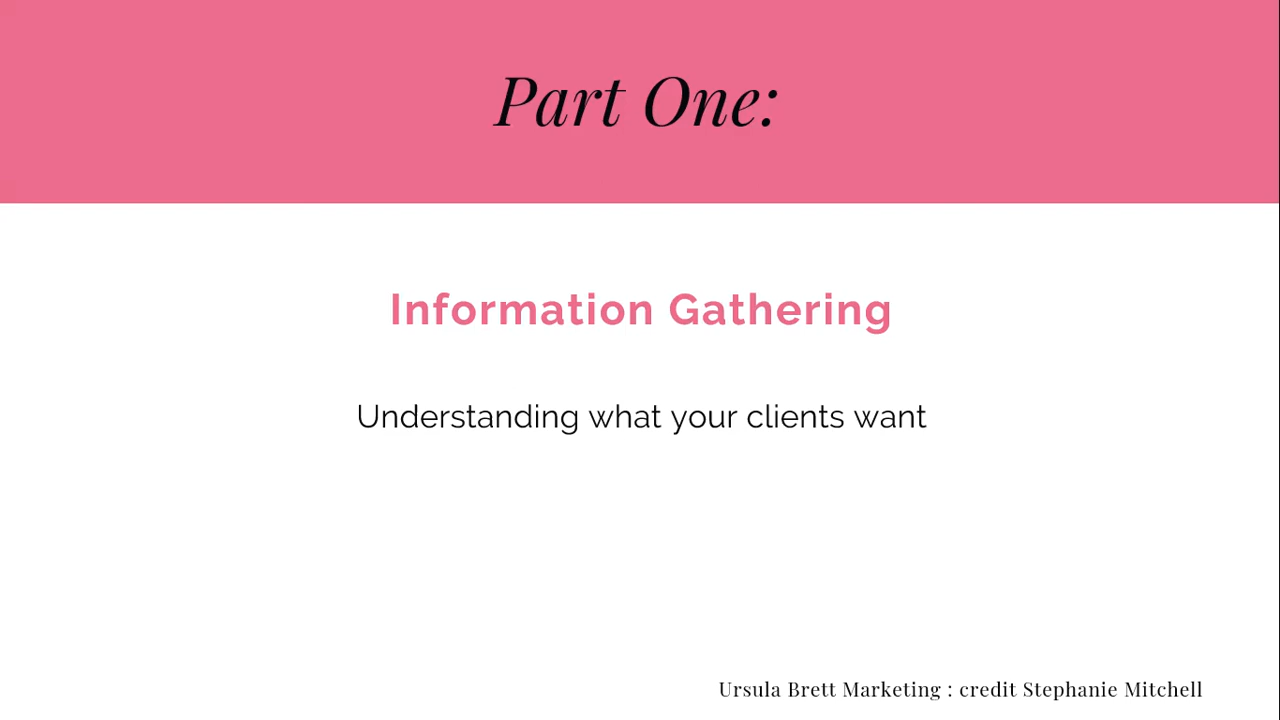 Part One:
Information Gathering
Understanding what your clients want
Ursula Brett Marketing : credit Stephanie Mitchell